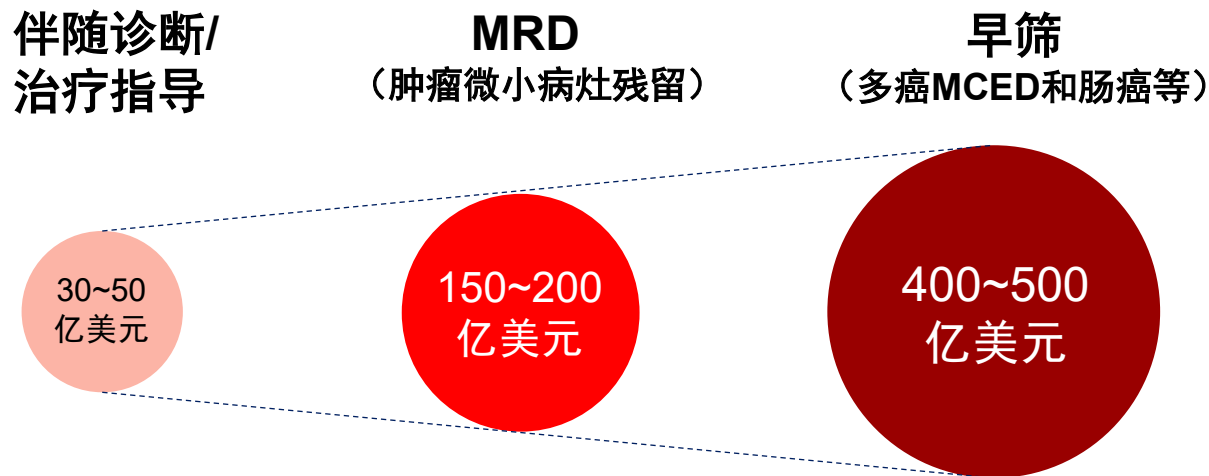 伴随诊断/
治疗指导
MRD
（肿瘤微小病灶残留）
早筛
（多癌MCED和肠癌等）
30~50
亿美元
150~200
亿美元
400~500
亿美元